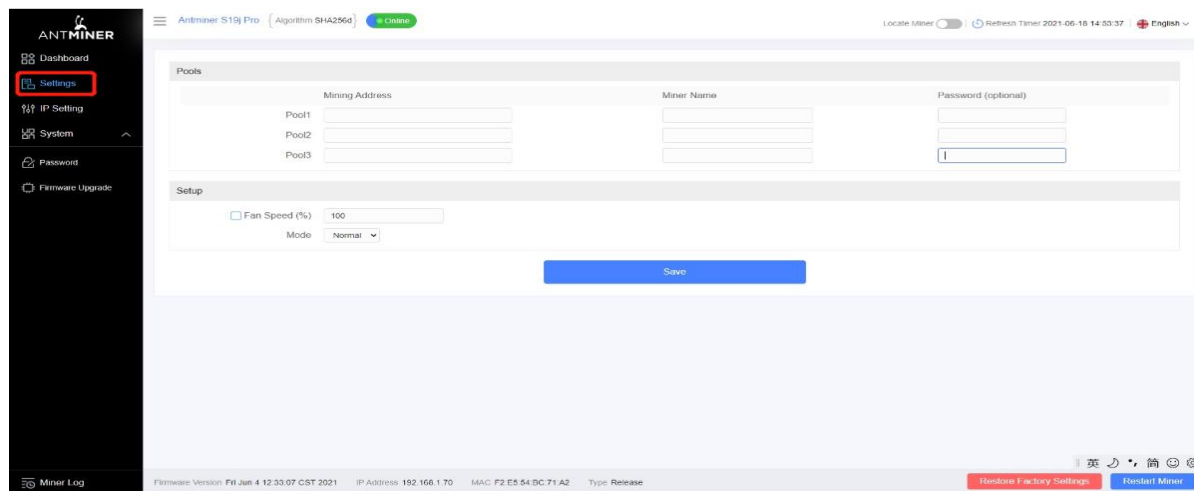 ANTMINER
Antminer S19j Pro {Algorithm SHA256d} Online
Locate Miner Refresh Timer 2021-06-18 14:53:37 English
Dashboard
Settings
IP Setting
System
Password
Firmware Upgrade
Pools
Mining Address Miner Name Password (optional)
Pool1
Pool2
Pool3
Setup
Fan Speed (%) 100
Mode Normal
Save
英 简
Miner Log
Firmware Version Fri Jun 4 12:33:07 CST 2021 IP Address 192.168.1.70 MAC F2:E5:54:BC:71:A2 Type Release
Restore Factory Settings Restart Miner